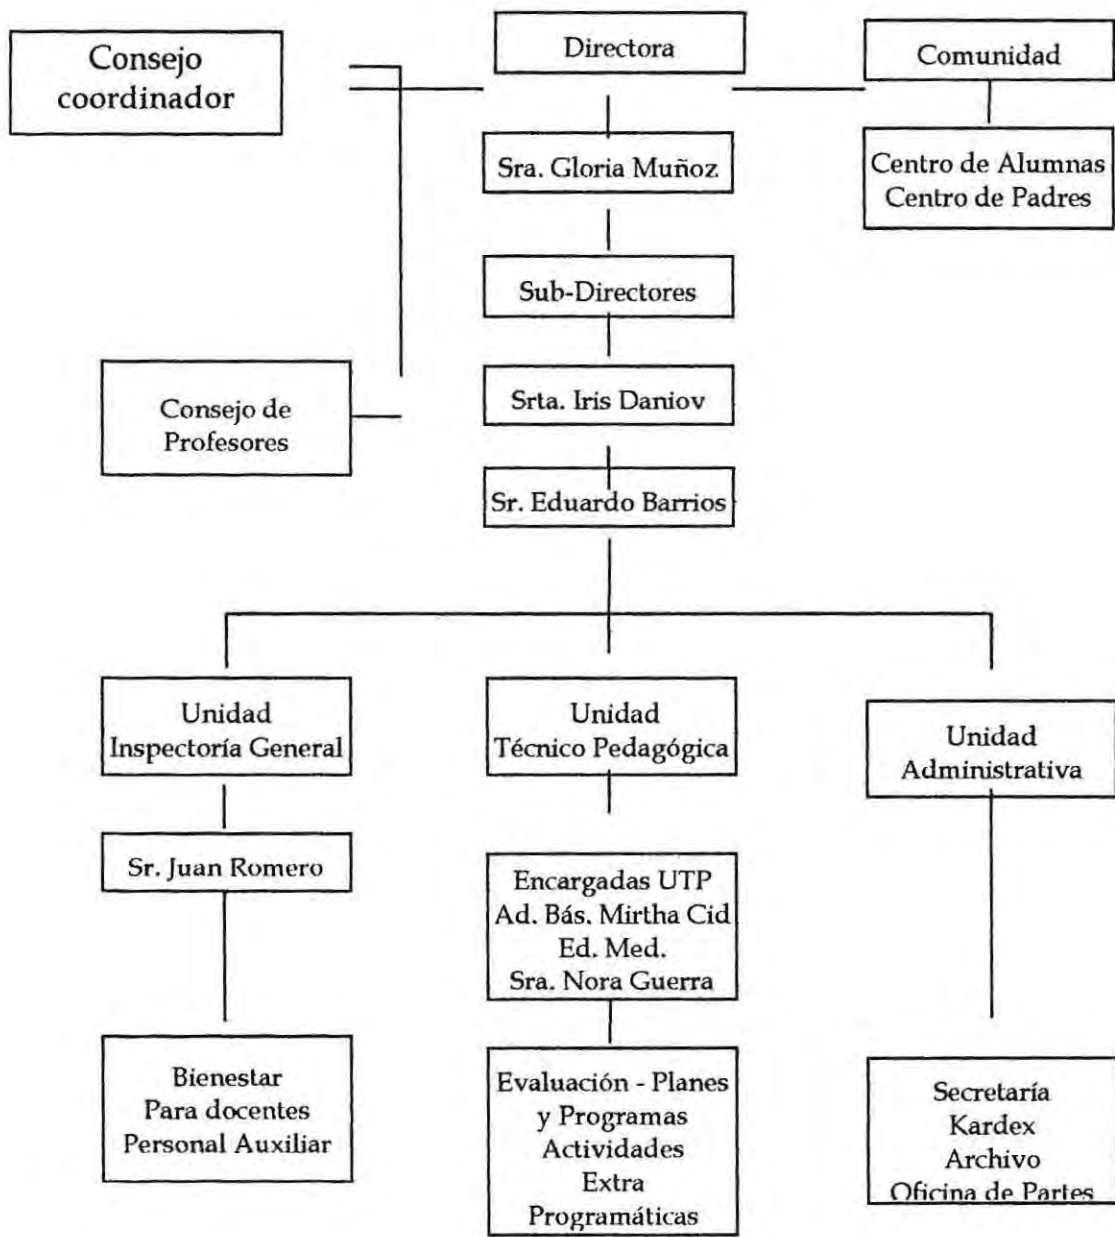 Consejo
coordinador
Directora
Comunidad
Sra. Gloria Muñoz
Centro de Alumnas
Centro de Padres
Sub-Directores
Consejo de
Profesores
Srta. Iris Daniov
Sr. Eduardo Barrios
Unidad
Inspectoría General
Unidad
Técnico Pedagógica
Unidad
Administrativa
Sr. Juan Romero
Encargadas UTP
Ad. Bás. Mirtha Cid
Ed. Med.
Sra. Nora Guerra
Bienestar
Para docentes
Personal Auxiliar
Evaluación - Planes
y Programas
Actividades
Extra
Programáticas
Secretaría
Kardex
Archivo
Oficina de Partes